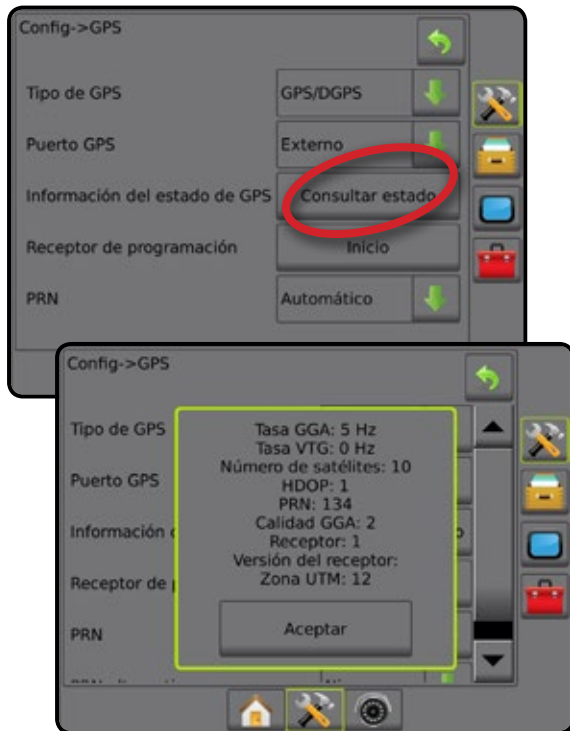 Config->GPS
Tipo de GPS GPS/DGPS
Puerto GPS Externo
Información del estado de GPS Consultar estado
Receptor de programación Inicio
PRN Automático
Config->GPS
Tipo de GPS
Puerto GPS
Información
Receptor de
PRN
Tasa GGA: 5 Hz
Tasa VTG: 0 Hz
Número de satélites: 10
HDOP: 1
PRN: 134
Calidad GGA: 2
Receptor: 1
Versión del receptor:
Zona UTM: 12
Aceptar